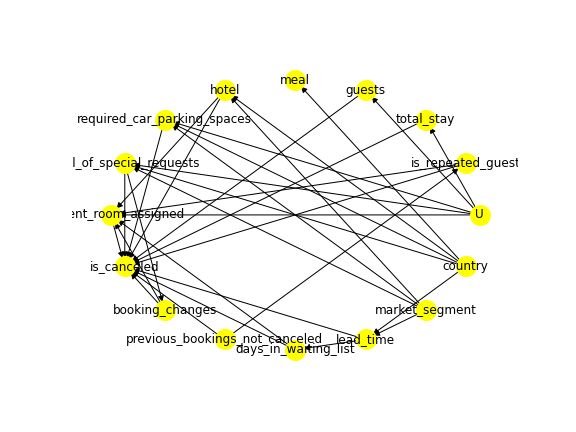 meal
hotel
guests
required_car_parking_spaces
total_stay
l_of_special_requests
is_repeated_guest
ent_room_assigned
U
is_canceled
country
booking_changes
market_segment
previous_bookings_not_canceled
lead_time
days_in_waiting_list